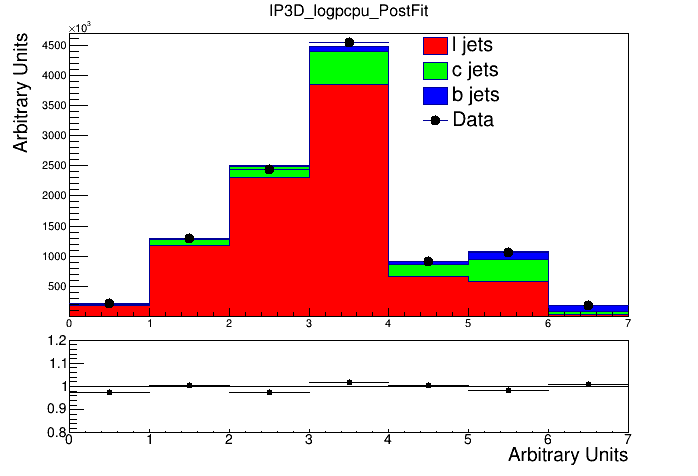 IP3D_logpcpu_PostFit
×10³
Arbitrary Units
4500
4000
3500
3000
2500
2000
1500
1000
500
l jets
c jets
b jets
Data
0 1 2 3 4 5 6 7
1.2
1.1
1
0.9
0.8
0 1 2 3 4 5 6 7
Arbitrary Units